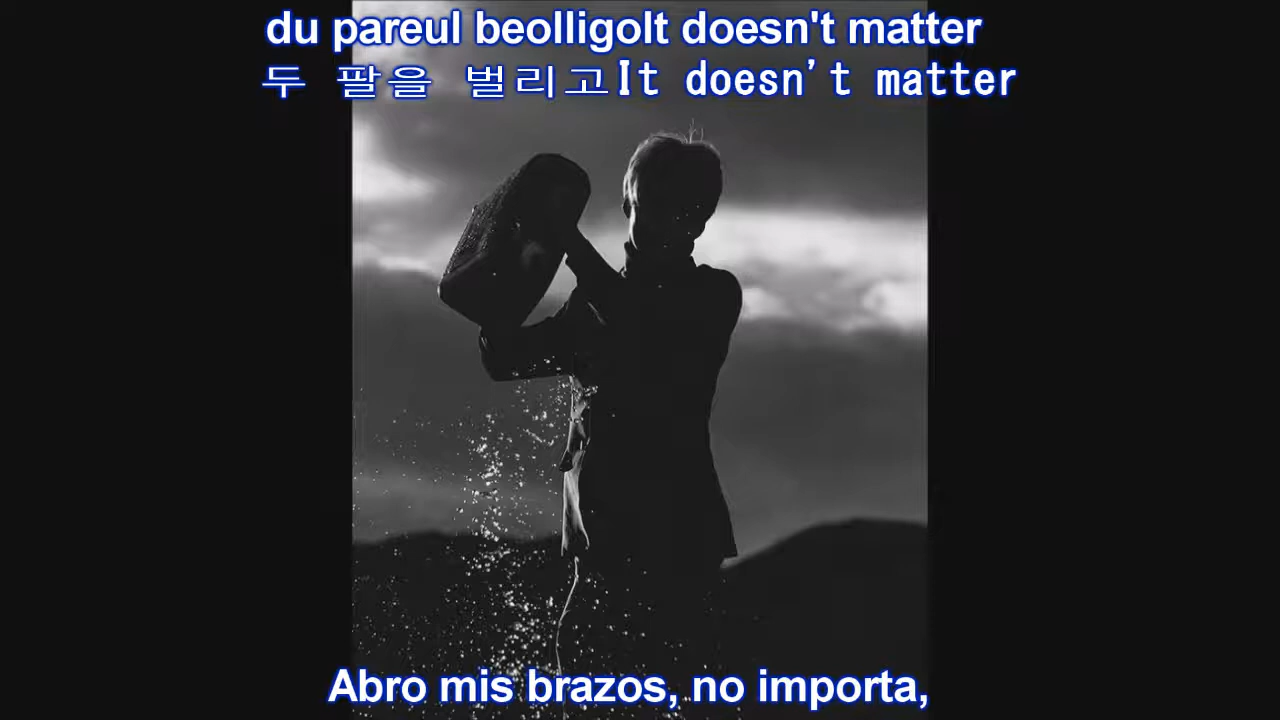 du pareul beolligoIt doesn't matter
두 팔을 벌리고It doesn't matter
Abro mis brazos, no importa,